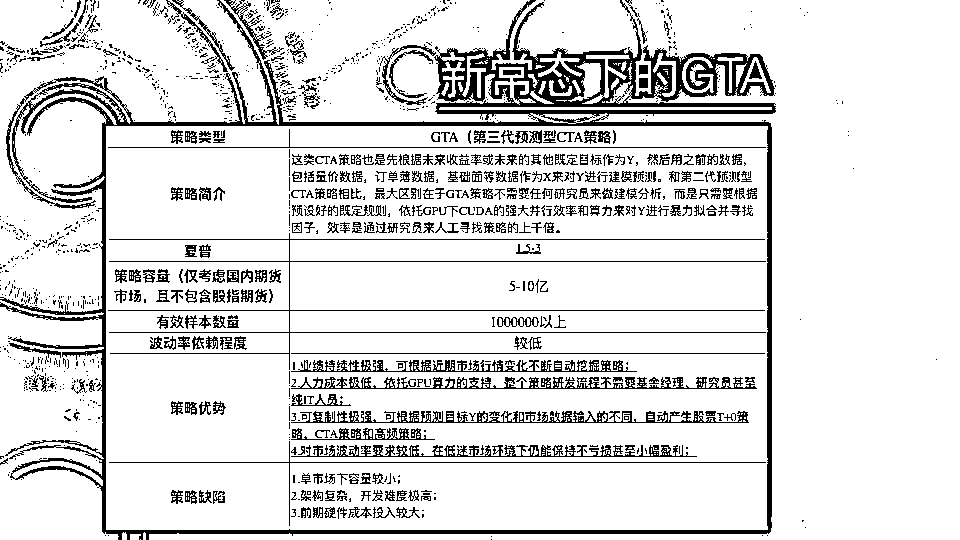 新常态下的GTA
策略类型
GTA（第三代预测型CTA策略）
策略简介
这类CTA策略也是先根据未来收益率或未来的其他既定目标作为Y，然后用之前的数据，
包括量价数据，订单薄数据，基础面等数据作为X来对Y进行建模预测。和第二代预测型
CTA策略相比，最大区别在于GTA策略不需要任何研究员来做建模分析，而是只需要根据
预设好的既定规则，依托GPU下CUDA的强大并行效率和算力来对Y进行暴力拟合并寻找
因子，效率是通过研究员来人工寻找策略的上千倍。
夏普
1.5-3
策略容量（仅考虑国内期货
市场，且不包含股指期货）
5-10亿
有效样本数量
1000000以上
波动率依赖程度
较低
策略优势
1.业绩持续性极强，可根据近期市场行情变化不断自动挖掘策略；
2.人力成本极低，依托GPU算力的支持，整个策略研发流程不需要基金经理、研究员甚至
纯IT人员；
3.可复制性极强，可根据预测目标Y的变化和市场数据输入的不同，自动产生股票T+0策
略、CTA策略和高频策略；
4.对市场波动率要求较低，在低迷市场环境下仍能保持不亏损甚至小幅盈利；
策略缺陷
1.单市场下容量较小；
2.架构复杂，开发难度极高；
3.前期硬件成本投入较大；